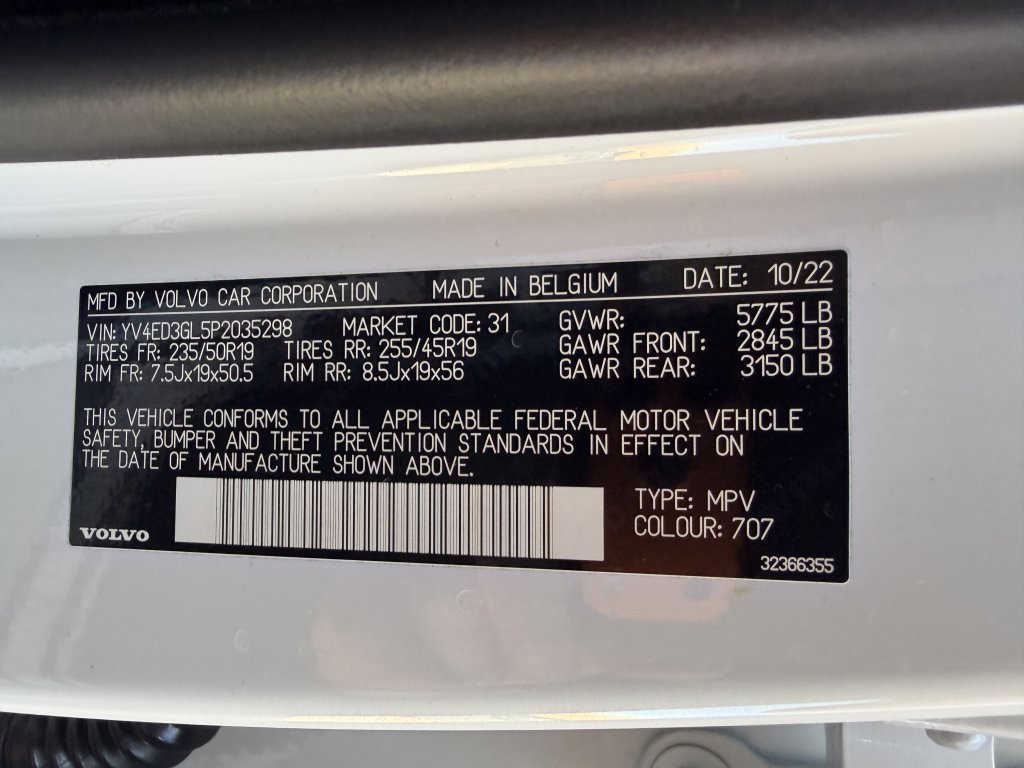 MFD BY VOLVO CAR CORPORATION MADE IN BELGIUM DATE: 10/22
VIN: YV4ED3GL5P2035298 MARKET CODE: 31 GVWR: 5775 LB
TIRES FR: 235/50R19 TIRES RR: 255/45R19 GAWR FRONT: 2845 LB
RIM FR: 7.5Jx19x50.5 RIM RR: 8.5Jx19x56 GAWR REAR: 3150 LB
THIS VEHICLE CONFORMS TO ALL APPLICABLE FEDERAL MOTOR VEHICLE
SAFETY, BUMPER AND THEFT PREVENTION STANDARDS IN EFFECT ON
THE DATE OF MANUFACTURE SHOWN ABOVE.
TYPE: MPV
COLOUR: 707
VOLVO
32366355